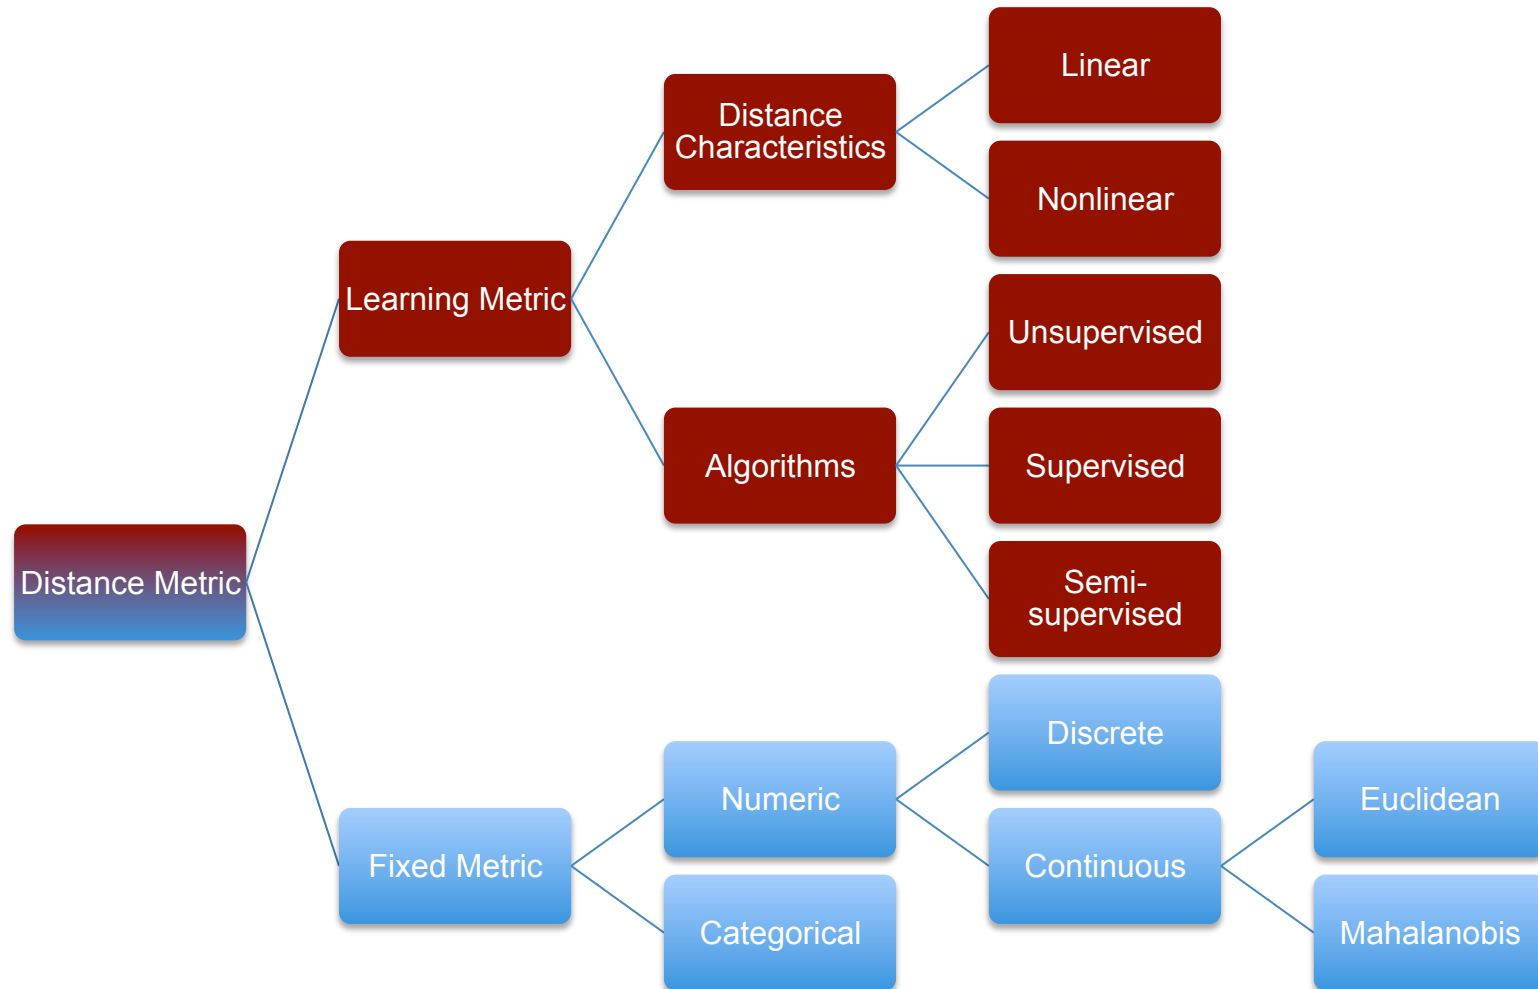 Linear
Distance
Characteristics
Nonlinear
Learning Metric
Unsupervised
Algorithms
Supervised
Distance Metric
Semi-
supervised
Discrete
Numeric
Euclidean
Fixed Metric
Continuous
Categorical
Mahalanobis